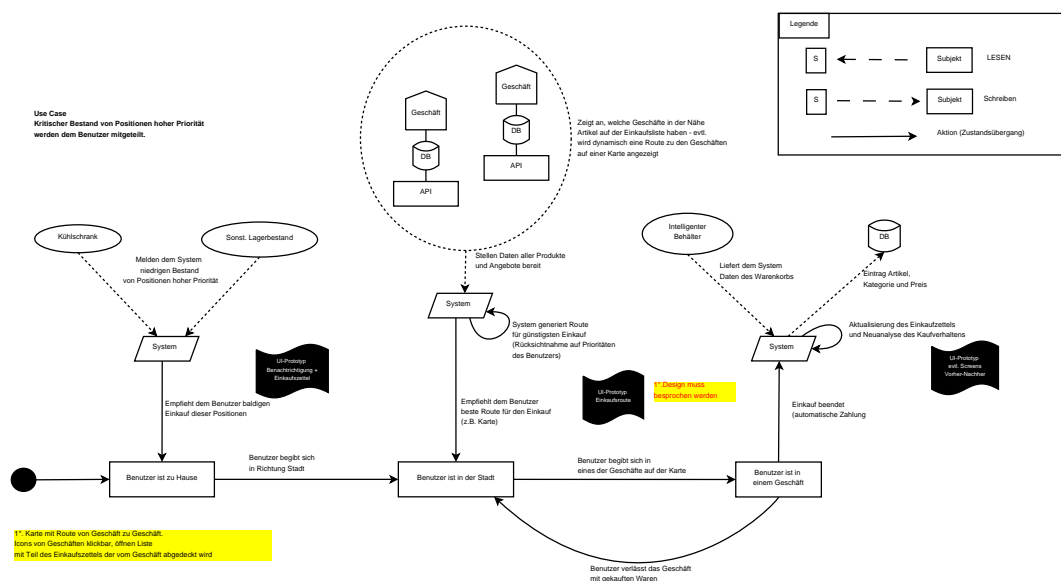 Legende
S
Subjekt
LESEN
S
Subjekt
Schreiben
Aktion (Zustandsübergang)
Use Case
Kritischer Bestand von Positionen hoher Priorität
werden dem Benutzer mitgeteilt.
Geschäft
DB
API
Geschäft
DB
API
Zeigt an, welche Geschäfte in der Nähe
Artikel auf der Einkaufsliste haben - evtl.
wird dynamisch eine Route zu den Geschäften
auf einer Karte angezeigt
Kühlschrank
Sonst. Lagerbestand
Melden dem System
niedrigen Bestand
von Positionen hoher Priorität
System
UI-Prototyp
Benachtrichtigung +
Einkaufszettel
Empfieht dem Benutzer baldigen
Einkauf dieser Positionen
Stellen Daten aller Produkte
und Angebote bereit
System
System generiert Route
für günstigsten Einkauf
(Rücksichtnahme auf Prioritäten
des Benutzers)
Empfiehlt dem Benutzer
beste Route für den Einkauf
(z.B. Karte)
UI-Prototyp
Einkaufsroute
1*.Design muss
besprochen werden
Intelligenter
Behälter
DB
Liefert dem System
Daten des Warenkorbs
Eintrag Artikel,
Kategorie und Preis
System
Aktualisierung des Einkaufzettels
und Neuanalyse des Kaufverhaltens
UI-Prototyp
evtl. Screens
Vorher-Nachher
Einkauf beendet
(automatische Zahlung
Benutzer ist zu Hause
Benutzer begibt sich
in Richtung Stadt
Benutzer ist in der Stadt
Benutzer begibt sich in
eines der Geschäfte auf der Karte
Benutzer ist in
einem Geschäft
Benutzer verlässt das Geschäft
mit gekauften Waren
1*. Karte mit Route von Geschäft zu Geschäft.
Icons von Geschäften klickbar, öffnen Liste
mit Teil des Einkaufszettels der vom Geschäft abgedeckt wird